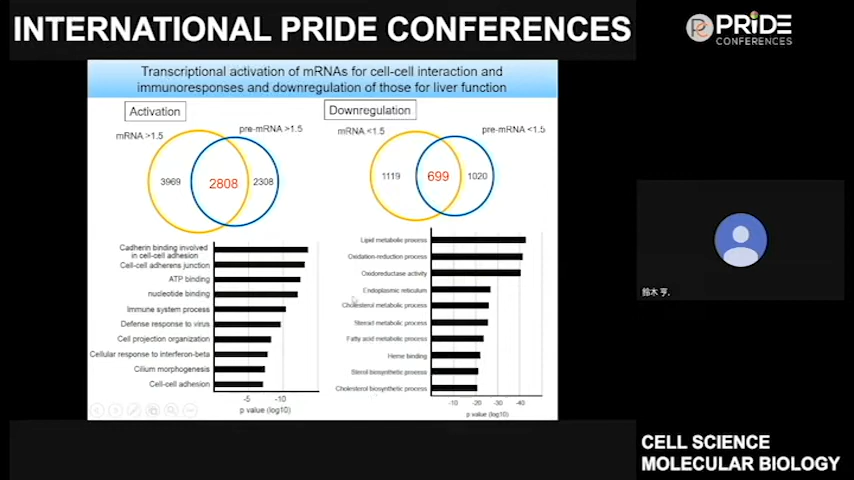 INTERNATIONAL PRIDE CONFERENCES
PRIDE
CONFERENCES
Transcriptional activation of mRNAs for cell-cell interaction and
immunoresponses and downregulation of those for liver function
Activation
Downregulation
mRNA >1.5
pre-mRNA >1.5
mRNA <1.5
pre-mRNA <1.5
3969
2808
2308
1119
699
1020
Cadherin binding involved
in cell-cell adhesion
Cell-cell adherens junction
ATP binding
nucleotide binding
Immune system process
Defense response to virus
Cell projection organization
Cellular response to interferon-beta
Cilium morphogenesis
Cell-cell adhesion
-5
-10
p value (log10)
Lipid metabolic process
Oxidation-reduction process
Oxidoreductase activity
Endoplasmic reticulum
Cholesterol metabolic process
Steroid metabolic process
Fatty acid metabolic process
Heme binding
Sterol biosynthetic process
Cholesterol biosynthetic process
-10
-20
-30
-40
p value (log10)
鈴木 亨.
CELL SCIENCE
MOLECULAR BIOLOGY